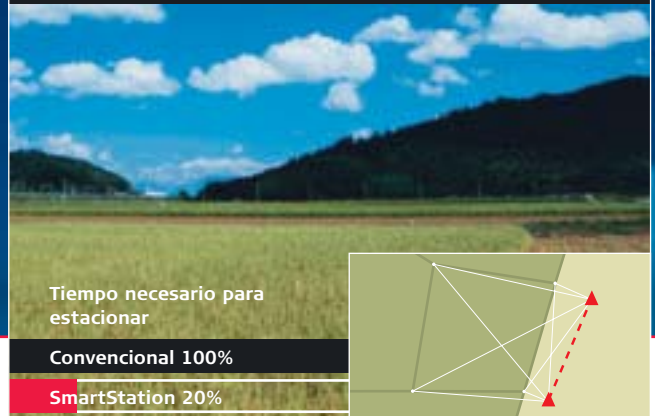 Tiempo necesario para
estacionar
Convencional 100%
SmartStation 20%